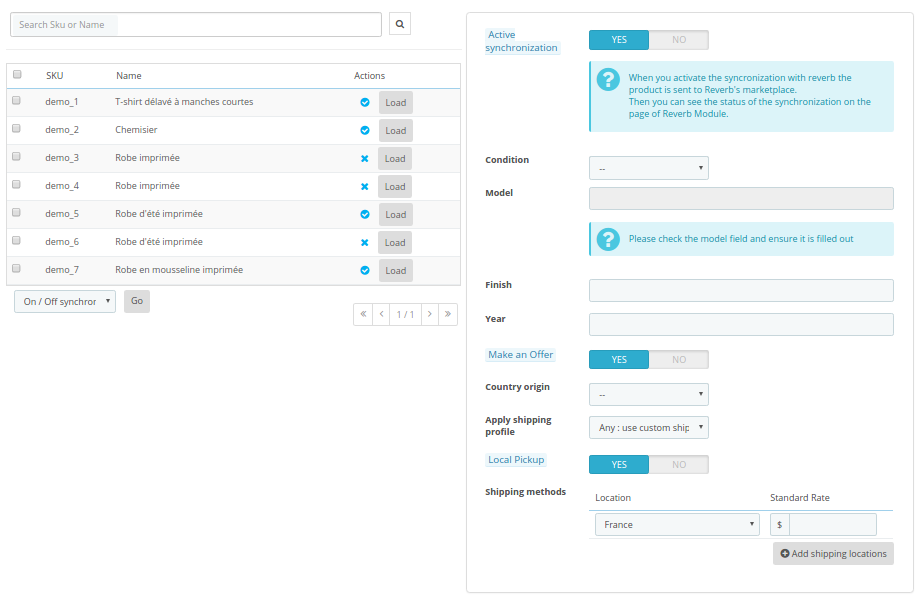 Search Sku or Name
SKU Name Actions
demo_1 T-shirt délavé à manches courtes Load
demo_2 Chemisier Load
demo_3 Robe imprimée Load
demo_4 Robe imprimée Load
demo_5 Robe d'été imprimée Load
demo_6 Robe d'été imprimée Load
demo_7 Robe en mousseline imprimée Load
On / Off synchror Go
« < 1 / 1 > »
Active
synchronization
YES NO
When you activate the syncronization with reverb the
product is sent to Reverb's marketplace.
Then you can see the status of the synchronization on the
page of Reverb Module.
Condition --
Model
Please check the model field and ensure it is filled out
Finish
Year
Make an Offer YES NO
Country origin --
Apply shipping
profile
Any : use custom ship
Local Pickup YES NO
Shipping methods
Location Standard Rate
France $
Add shipping locations